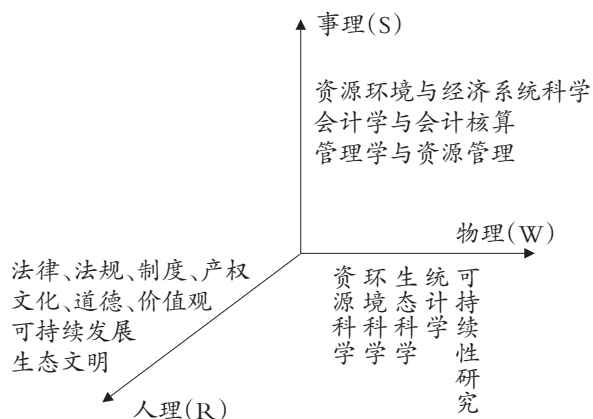 事理(S)
资源环境与经济系统科学
会计学与会计核算
管理学与资源管理
物理(W)
法律、法规、制度、产权
文化、道德、价值观
可持续发展
生态文明
资源科学
环境科学
生态科学
统计学
可持续性研究
人理(R)